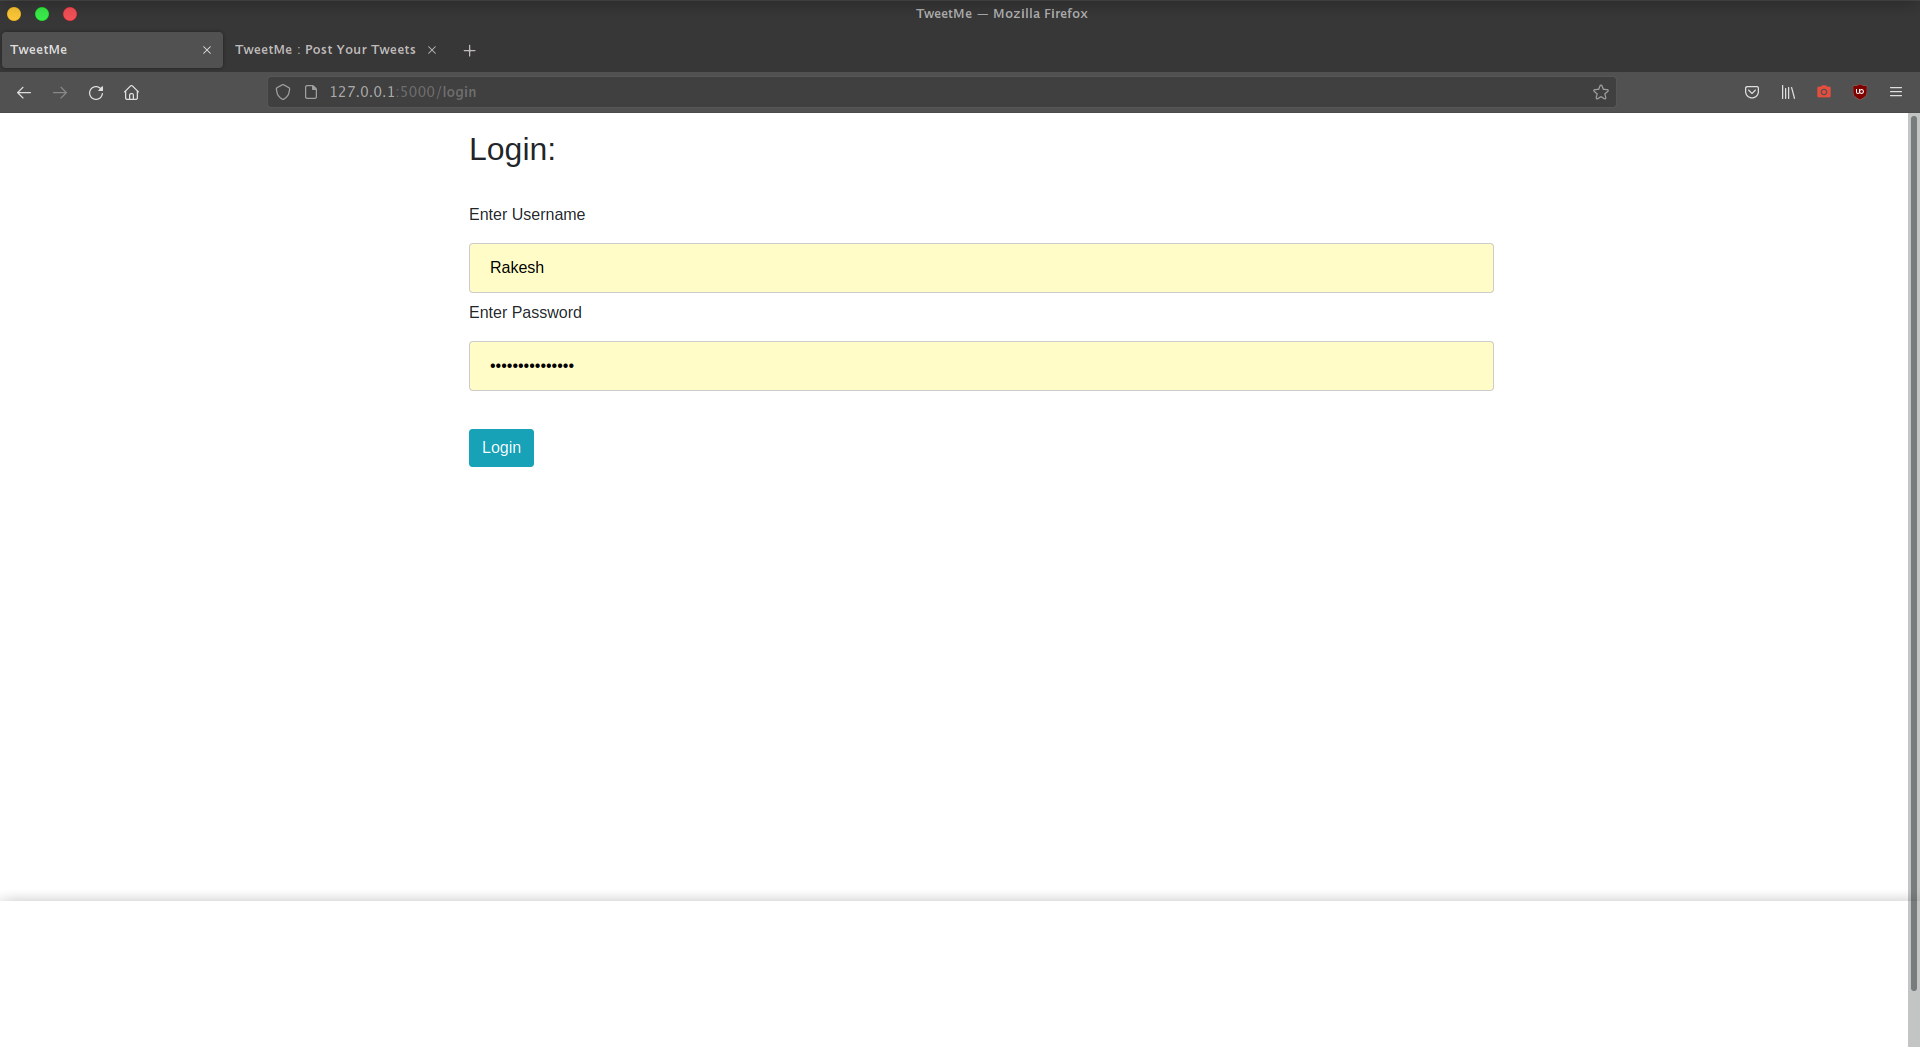 TweetMe — Mozilla Firefox
TweetMe
TweetMe : Post Your Tweets
127.0.0.1:5000/login
Login:
Enter Username
Rakesh
Enter Password
•••••••••••••••
Login